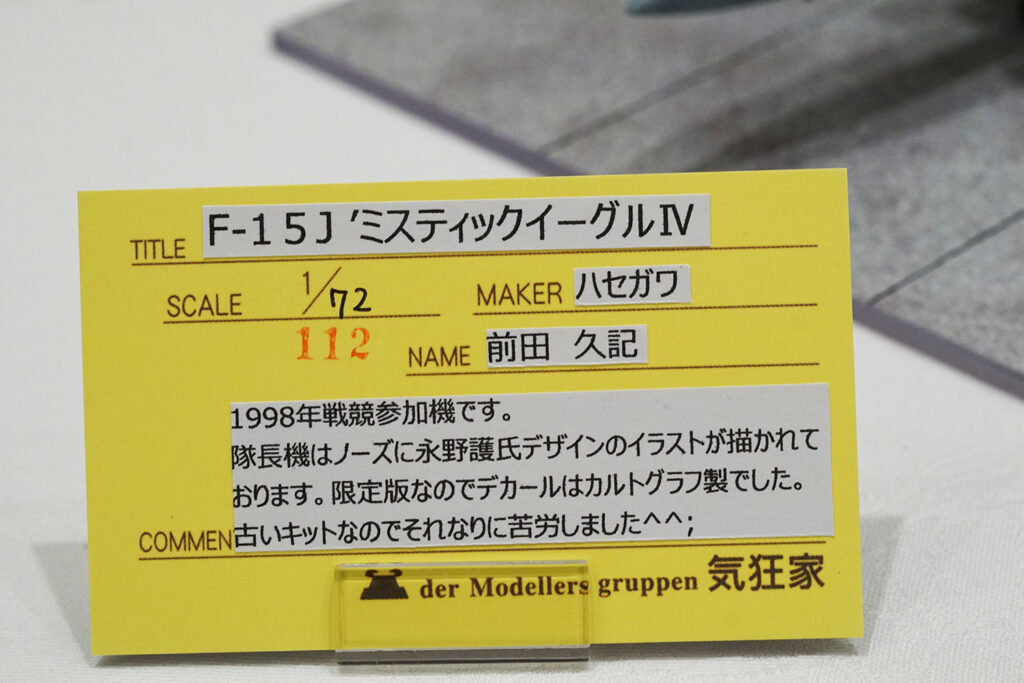 TITLE F-15J ’ミスティックイーグルⅣ
SCALE 1/72 MAKER ハセガワ
112 NAME 前田 久記
1998年戦競参加機です。
隊長機はノーズに永野護氏デザインのイラストが描かれて
おります。限定版なのでデカールはカルトグラフ製でした。
COMMEN 古いキットなのでそれなりに苦労しました^^;
der Modellers gruppen 気狂家